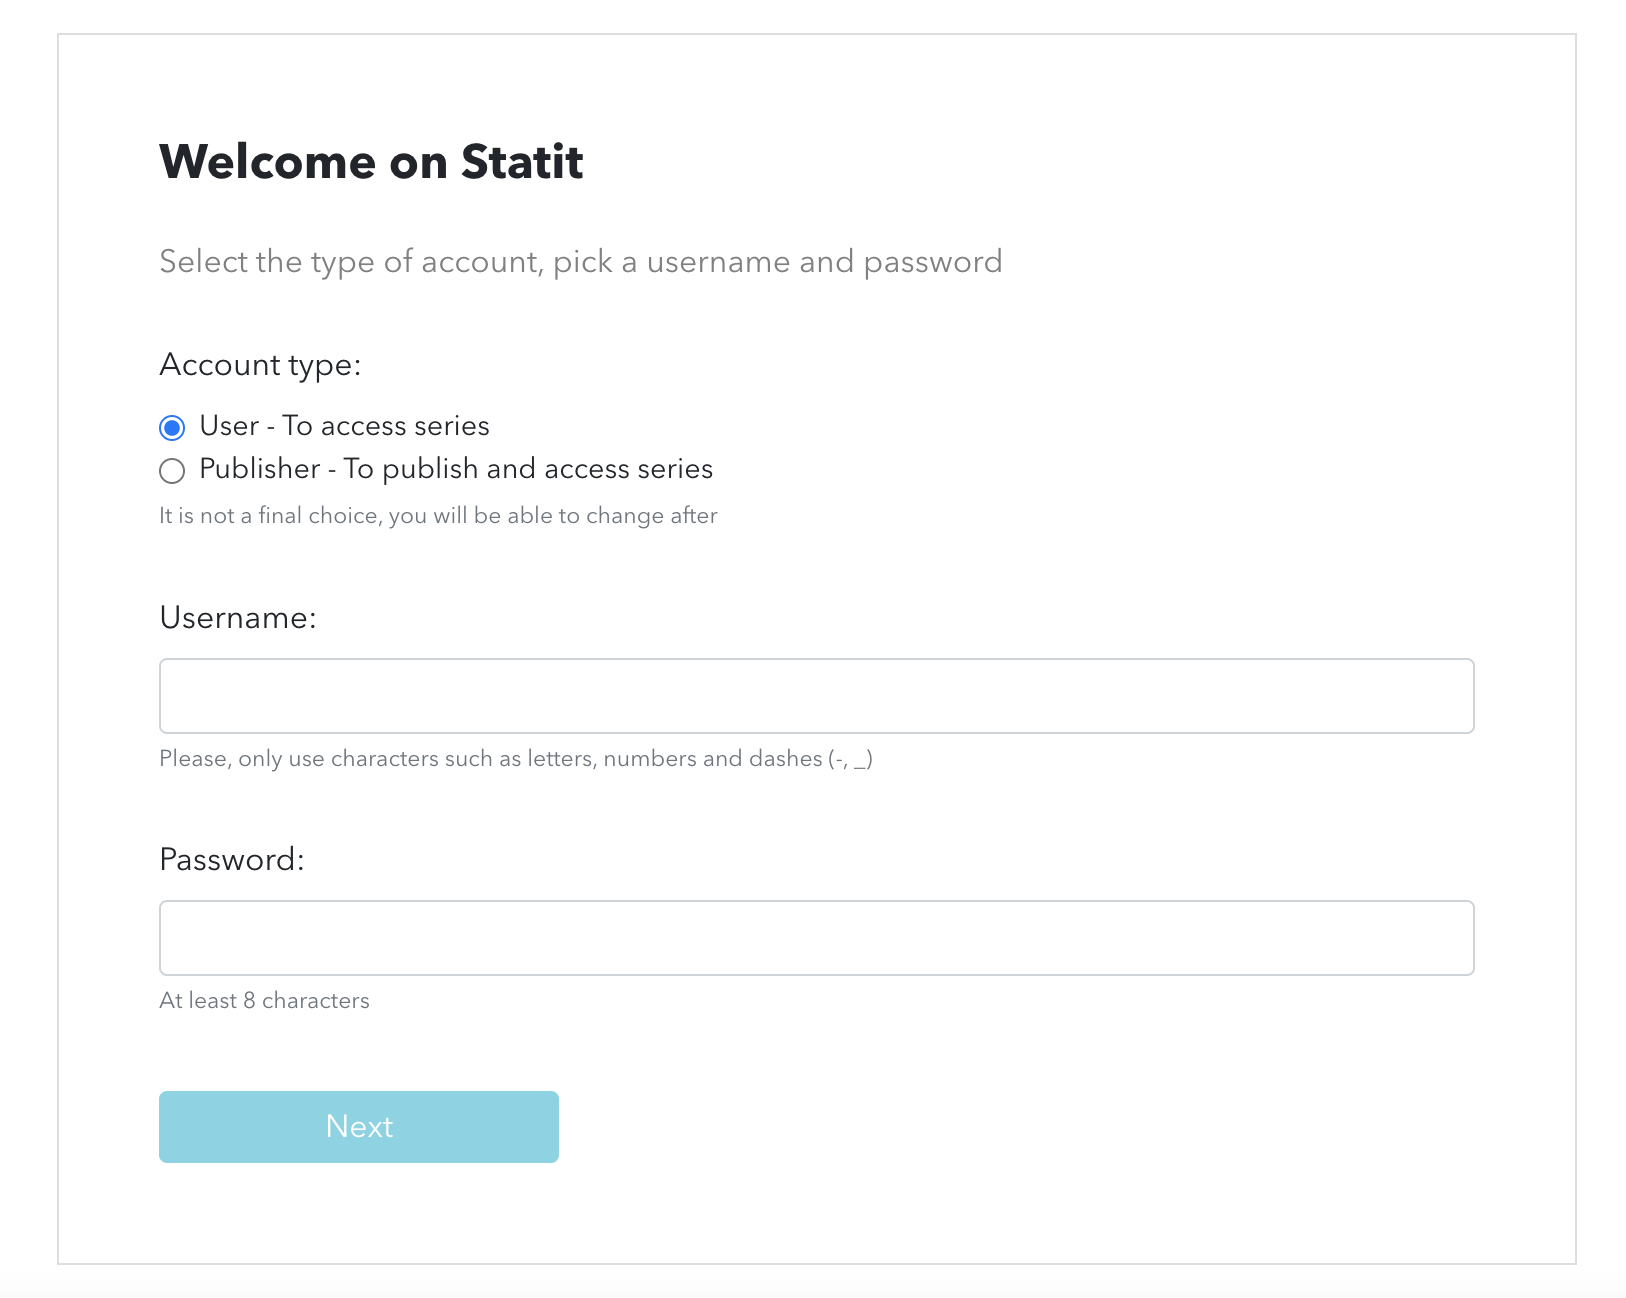 Welcome on Statit
Select the type of account, pick a username and password
Account type:
User - To access series
Publisher - To publish and access series
It is not a final choice, you will be able to change after
Username:
Please, only use characters such as letters, numbers and dashes (-, _)
Password:
At least 8 characters
Next